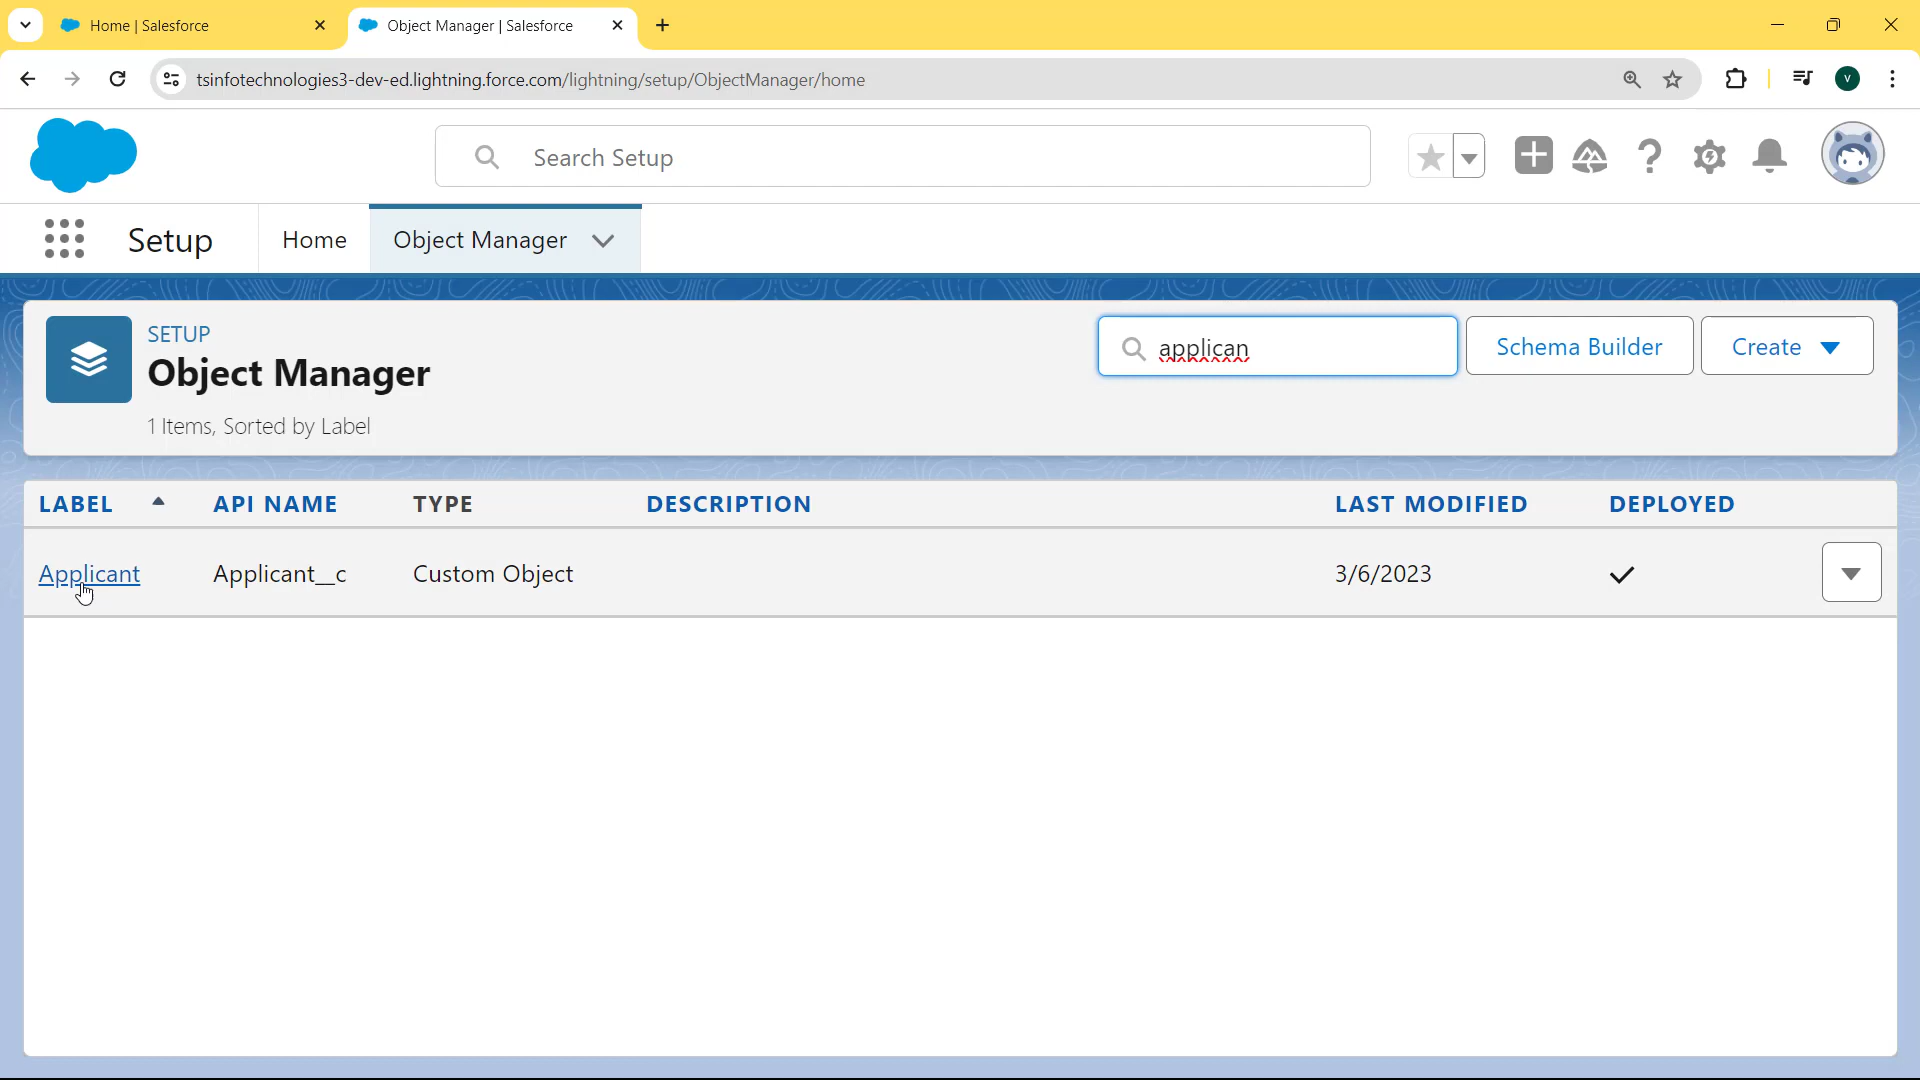 Home | Salesforce
Object Manager | Salesforce
tsinfotechnologies3-dev-ed.lightning.force.com/lightning/setup/ObjectManager/home
V
Search Setup
Setup
Home
Object Manager
SETUP
Object Manager
1 Items, Sorted by Label
applican
Schema Builder
Create
LABEL API NAME TYPE DESCRIPTION LAST MODIFIED DEPLOYED
Applicant Applicant__c Custom Object 3/6/2023